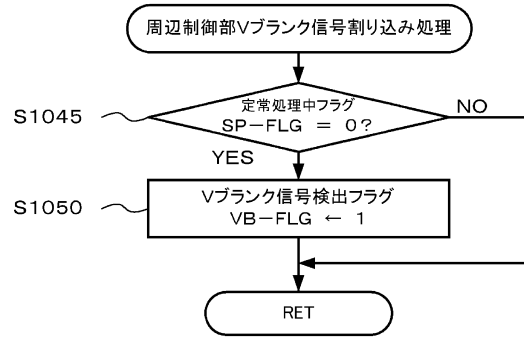 周辺制御部Vブランク信号割り込み処理
S1045
定常処理中フラグ
SP－FLG ＝ 0?
NO
YES
S1050
Vブランク信号検出フラグ
VB－FLG ← 1
RET